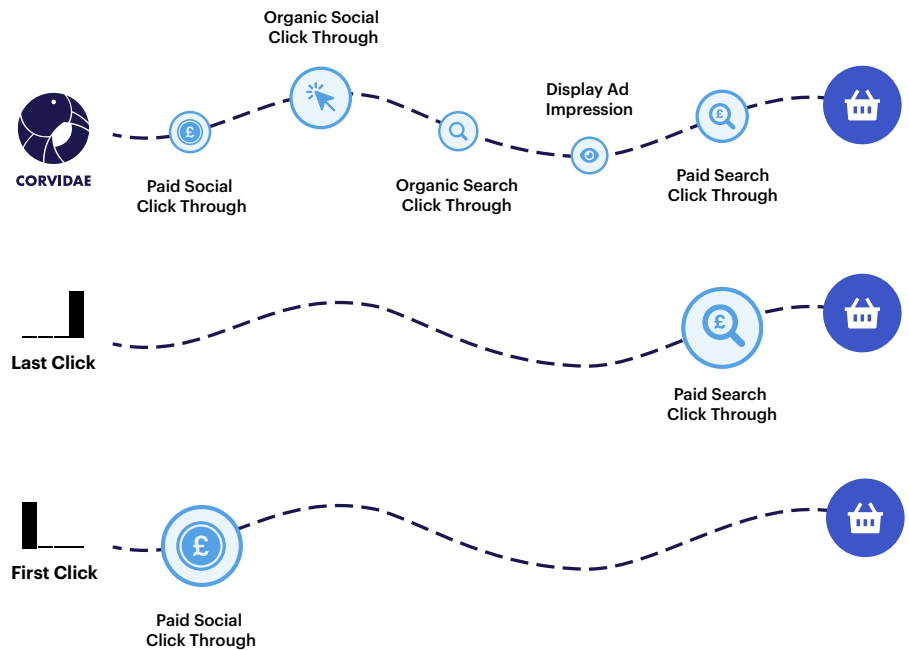 Organic Social
Click Through
Display Ad
Impression
£
£
CORVIDAE
Paid Social
Click Through
Organic Search
Click Through
Paid Search
Click Through
£
Last Click
Paid Search
Click Through
£
First Click
Paid Social
Click Through